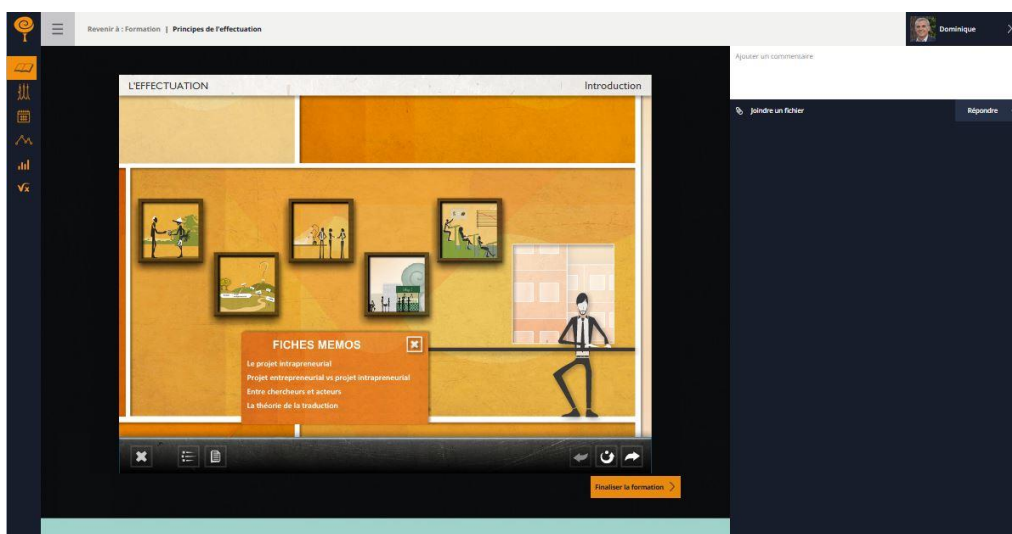 Revenir à : Formation | Principes de l'effectuation
Dominique
L'EFFECTUATION
Introduction
FICHES MEMOS
Le projet intrapreneurial
Projet entrepreneurial vs projet intrapreneurial
Entre chercheurs et acteurs
La théorie de la traduction
Finaliser la formation
Ajouter un commentaire
Joindre un fichier
Répondre